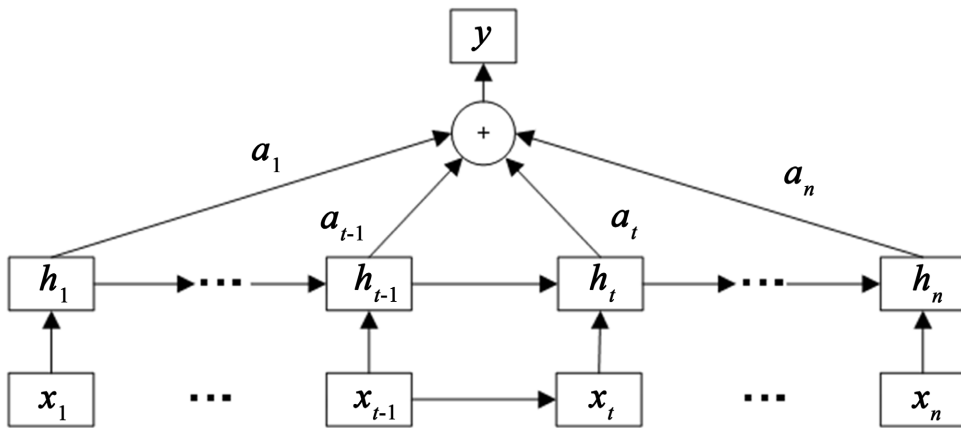 y
+
a₁ aₙ
aₜ₋₁ aₜ
h₁ ... hₜ₋₁ hₜ ... hₙ
x₁ ... xₜ₋₁ xₜ ... xₙ